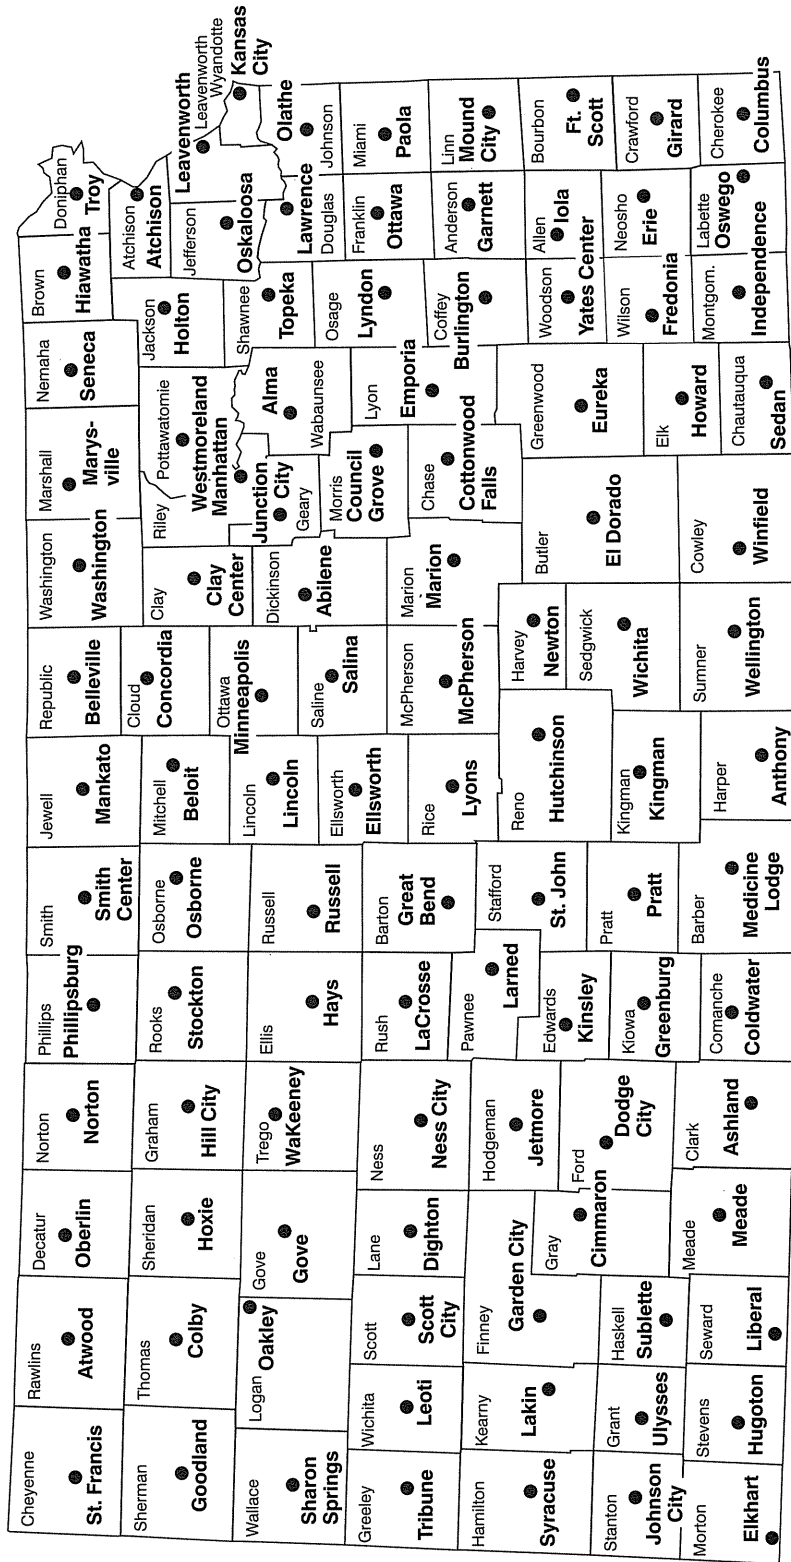 Cheyenne
St. Francis
Rawlins
Atwood
Decatur
Oberlin
Norton
Norton
Phillips
Phillipsburg
Smith
Smith
Center
Jewell
Mankato
Republic
Belleville
Washington
Washington
Marshall
Marys-
ville
Nemaha
Seneca
Brown
Hiawatha
Doniphan
Troy
Sherman
Goodland
Thomas
Colby
Sheridan
Hoxie
Graham
Hill City
Rooks
Stockton
Osborne
Osborne
Mitchell
Beloit
Cloud
Concordia
Clay
Clay
Center
Riley
Manhattan
Pottawatomie
Westmoreland
Jackson
Holton
Atchison
Atchison
Jefferson
Oskaloosa
Leavenworth
Leavenworth
Wyandotte
Kansas
City
Wallace
Sharon
Springs
Logan
Oakley
Gove
Gove
Trego
WaKeeney
Ellis
Hays
Russell
Russell
Lincoln
Lincoln
Ottawa
Minneapolis
Dickinson
Abilene
Geary
Junction
City
Wabaunsee
Alma
Shawnee
Topeka
Douglas
Lawrence
Johnson
Olathe
Greeley
Tribune
Wichita
Leoti
Scott
Scott
City
Lane
Dighton
Ness
Ness City
Rush
LaCrosse
Barton
Great
Bend
Ellsworth
Ellsworth
Saline
Salina
Morris
Council
Grove
Lyon
Emporia
Osage
Lyndon
Franklin
Ottawa
Miami
Paola
Hamilton
Syracuse
Kearny
Lakin
Finney
Garden City
Hodgeman
Jetmore
Pawnee
Larned
Rice
Lyons
McPherson
McPherson
Marion
Marion
Chase
Cottonwood
Falls
Coffey
Burlington
Anderson
Garnett
Linn
Mound
City
Gray
Cimmaron
Ford
Dodge
City
Edwards
Kinsley
Stafford
St. John
Reno
Hutchinson
Harvey
Newton
Butler
El Dorado
Greenwood
Eureka
Woodson
Yates Center
Allen
Iola
Bourbon
Ft.
Scott
Stanton
Johnson
City
Grant
Ulysses
Haskell
Sublette
Kiowa
Greenburg
Pratt
Pratt
Kingman
Kingman
Sedgwick
Wichita
Elk
Howard
Wilson
Fredonia
Neosho
Erie
Crawford
Girard
Morton
Elkhart
Stevens
Hugoton
Seward
Liberal
Meade
Meade
Clark
Ashland
Comanche
Coldwater
Barber
Medicine
Lodge
Harper
Anthony
Sumner
Wellington
Cowley
Winfield
Chautauqua
Sedan
Montgom.
Independence
Labette
Oswego
Cherokee
Columbus